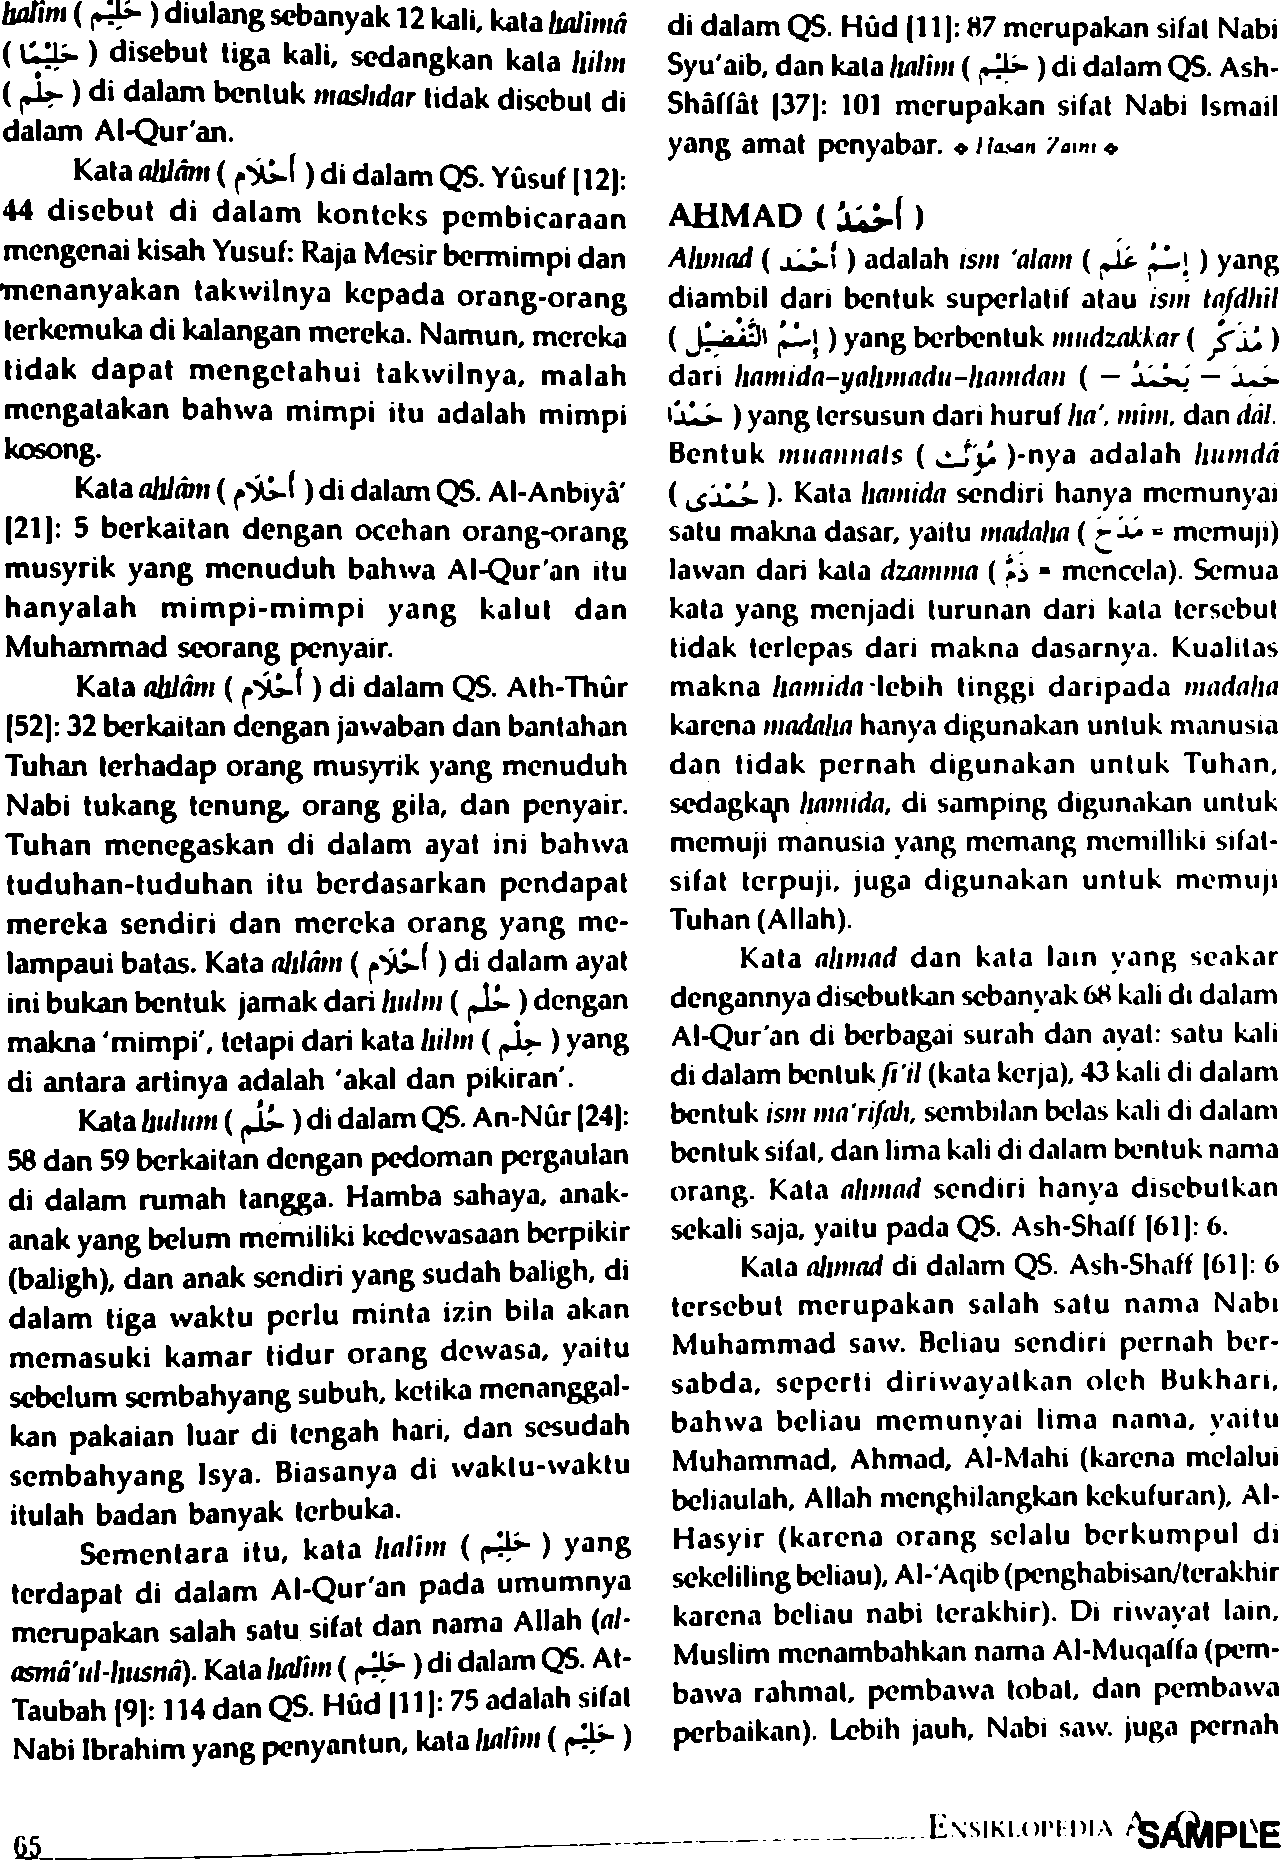 halîm ( حَلِيْم ) diulang sebanyak 12 kali, kata halimâ
( حَلِيْمًا ) disebut tiga kali, sedangkan kata hilm
( حِلْم ) di dalam bentuk mashdar tidak disebut di
dalam Al-Qur'an.
Kata ahlâm ( أَحْلَام ) di dalam QS. Yûsuf [12]:
44 disebut di dalam konteks pembicaraan
mengenai kisah Yusuf: Raja Mesir bermimpi dan
menanyakan takwilnya kepada orang-orang
terkemuka di kalangan mereka. Namun, mereka
tidak dapat mengetahui takwilnya, malah
mengatakan bahwa mimpi itu adalah mimpi
kosong.
Kata ahlâm ( أَحْلَام ) di dalam QS. Al-Anbiyâ'
[21]: 5 berkaitan dengan ocehan orang-orang
musyrik yang menuduh bahwa Al-Qur'an itu
hanyalah mimpi-mimpi yang kalut dan
Muhammad seorang penyair.
Kata ahlâm ( أَحْلَام ) di dalam QS. Ath-Thûr
[52]: 32 berkaitan dengan jawaban dan bantahan
Tuhan terhadap orang musyrik yang menuduh
Nabi tukang tenung, orang gila, dan penyair.
Tuhan menegaskan di dalam ayat ini bahwa
tuduhan-tuduhan itu berdasarkan pendapat
mereka sendiri dan mereka orang yang me-
lampaui batas. Kata ahlâm ( أَحْلَام ) di dalam ayat
ini bukan bentuk jamak dari hulm ( حُلْم ) dengan
makna 'mimpi', tetapi dari kata hilm ( حِلْم ) yang
di antara artinya adalah 'akal dan pikiran'.
Kata hulum ( حُلُم ) di dalam QS. An-Nûr [24]:
58 dan 59 berkaitan dengan pedoman pergaulan
di dalam rumah tangga. Hamba sahaya, anak-
anak yang belum memiliki kedewasaan berpikir
(baligh), dan anak sendiri yang sudah baligh, di
dalam tiga waktu perlu minta izin bila akan
memasuki kamar tidur orang dewasa, yaitu
sebelum sembahyang subuh, ketika menanggal-
kan pakaian luar di tengah hari, dan sesudah
sembahyang Isya. Biasanya di waktu-waktu
itulah badan banyak terbuka.
Sementara itu, kata halîm ( حَلِيْم ) yang
terdapat di dalam Al-Qur'an pada umumnya
merupakan salah satu sifat dan nama Allah (al-
asmâ'ul-husnâ). Kata halîm ( حَلِيْم ) di dalam QS. At-
Taubah [9]: 114 dan QS. Hûd [11]: 75 adalah sifat
Nabi Ibrahim yang penyantun, kata halîm ( حَلِيْم )
di dalam QS. Hûd [11]: 87 merupakan sifat Nabi
Syu'aib, dan kata halîm ( حَلِيْم ) di dalam QS. Ash-
Shâffât [37]: 101 merupakan sifat Nabi Ismail
yang amat penyabar. ❖ Hasan Zaini ❖
AHMAD ( أَحْمَدُ )
Ahmad ( أَحْمَد ) adalah ism 'alam ( إِسْمُ عَلَم ) yang
diambil dari bentuk superlatif atau ism tafdhil
( إِسْمُ التَّفْضِيْل ) yang berbentuk mudzakkar ( مُذَكَّر )
dari hamida-yahmadu-hamdan ( حَمِدَ – يَحْمَدُ –
حَمْدًا ) yang tersusun dari huruf ha', mim, dan dâl.
Bentuk muannats ( مُؤَنَّث )-nya adalah humdâ
( حُمْدَى ). Kata hamida sendiri hanya memunyai
satu makna dasar, yaitu madaha ( مَدَحَ = memuji)
lawan dari kata dzamma ( ذَمَّ = mencela). Semua
kata yang menjadi turunan dari kata tersebut
tidak terlepas dari makna dasarnya. Kualitas
makna hamida lebih tinggi daripada madaha
karena madaha hanya digunakan untuk manusia
dan tidak pernah digunakan untuk Tuhan,
sedagkan hamida, di samping digunakan untuk
memuji manusia yang memang memilliki sifat-
sifat terpuji, juga digunakan untuk memuji
Tuhan (Allah).
Kata ahmad dan kata lain yang seakar
dengannya disebutkan sebanyak 68 kali di dalam
Al-Qur'an di berbagai surah dan ayat: satu kali
di dalam bentuk fi'il (kata kerja), 43 kali di dalam
bentuk ism ma'rifah, sembilan belas kali di dalam
bentuk sifat, dan lima kali di dalam bentuk nama
orang. Kata ahmad sendiri hanya disebutkan
sekali saja, yaitu pada QS. Ash-Shaff [61]: 6.
Kata ahmad di dalam QS. Ash-Shaff [61]: 6
tersebut merupakan salah satu nama Nabi
Muhammad saw. Beliau sendiri pernah ber-
sabda, seperti diriwayatkan oleh Bukhari,
bahwa beliau memunyai lima nama, yaitu
Muhammad, Ahmad, Al-Mahi (karena melalui
beliaulah, Allah menghilangkan kekufuran), Al-
Hasyir (karena orang selalu berkumpul di
sekeliling beliau), Al-'Aqib (penghabisan/terakhir
karena beliau nabi terakhir). Di riwayat lain,
Muslim menambahkan nama Al-Muqaffa (pem-
bawa rahmat, pembawa tobat, dan pembawa
perbaikan). Lebih jauh, Nabi saw. juga pernah
65
ENSIKLOPEDIA
SAMPLE